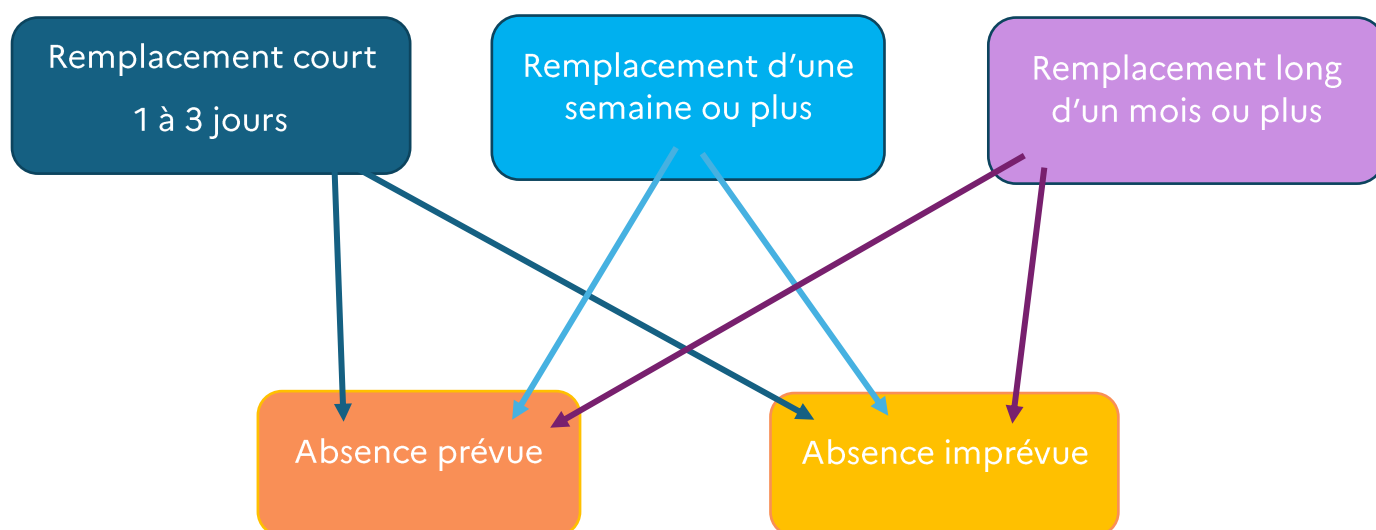 Remplacement court
1 à 3 jours
Remplacement d’une
semaine ou plus
Remplacement long
d’un mois ou plus
Absence prévue
Absence imprévue